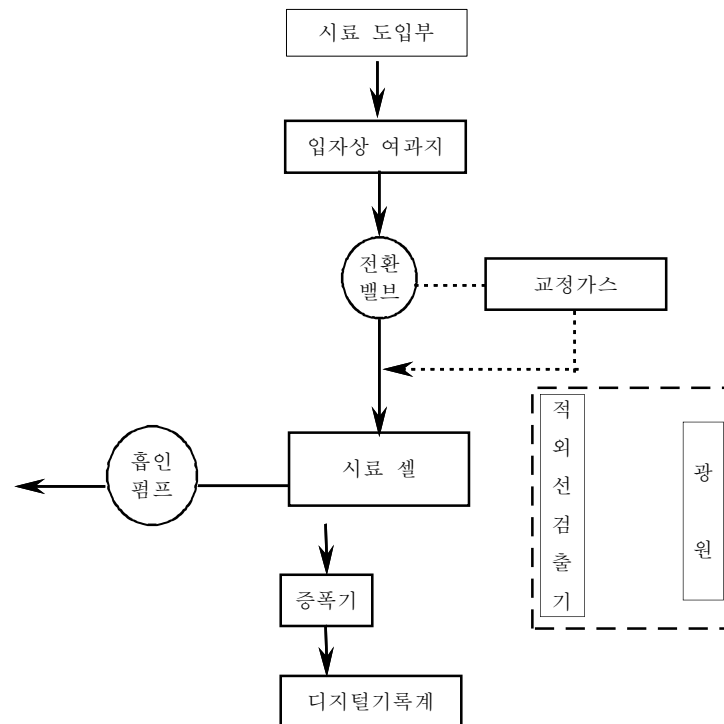 시료 도입부
입자상 여과지
전환
밸브
교정가스
적
외
선
검
출
기
광
원
흡인
펌프
시료 셀
증폭기
디지털기록계